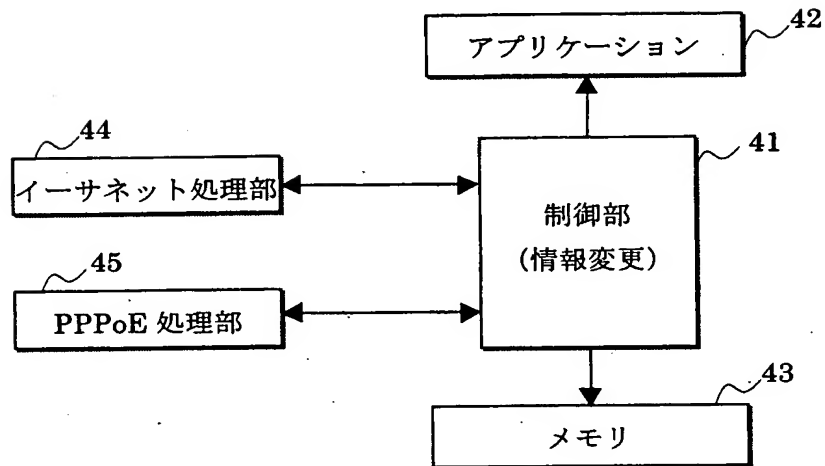 42
アプリケーション
44
イーサネット処理部
41
制御部
(情報変更)
45
PPPoE 処理部
43
メモリ